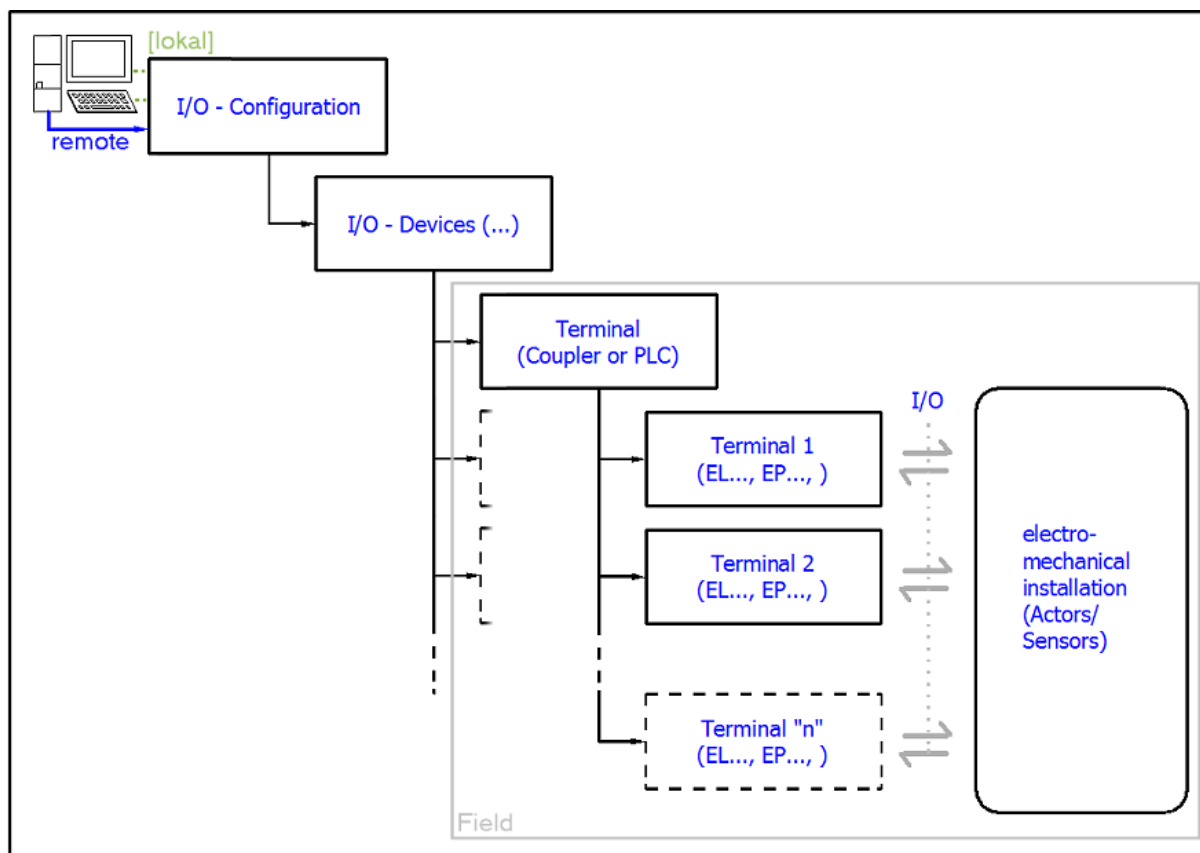 [lokal]
I/O - Configuration
remote
I/O - Devices (...)
Terminal
(Coupler or PLC)
I/O
Terminal 1
(EL..., EP..., )
Terminal 2
(EL..., EP..., )
electro-
mechanical
installation
(Actors/
Sensors)
Terminal "n"
(EL..., EP..., )
Field